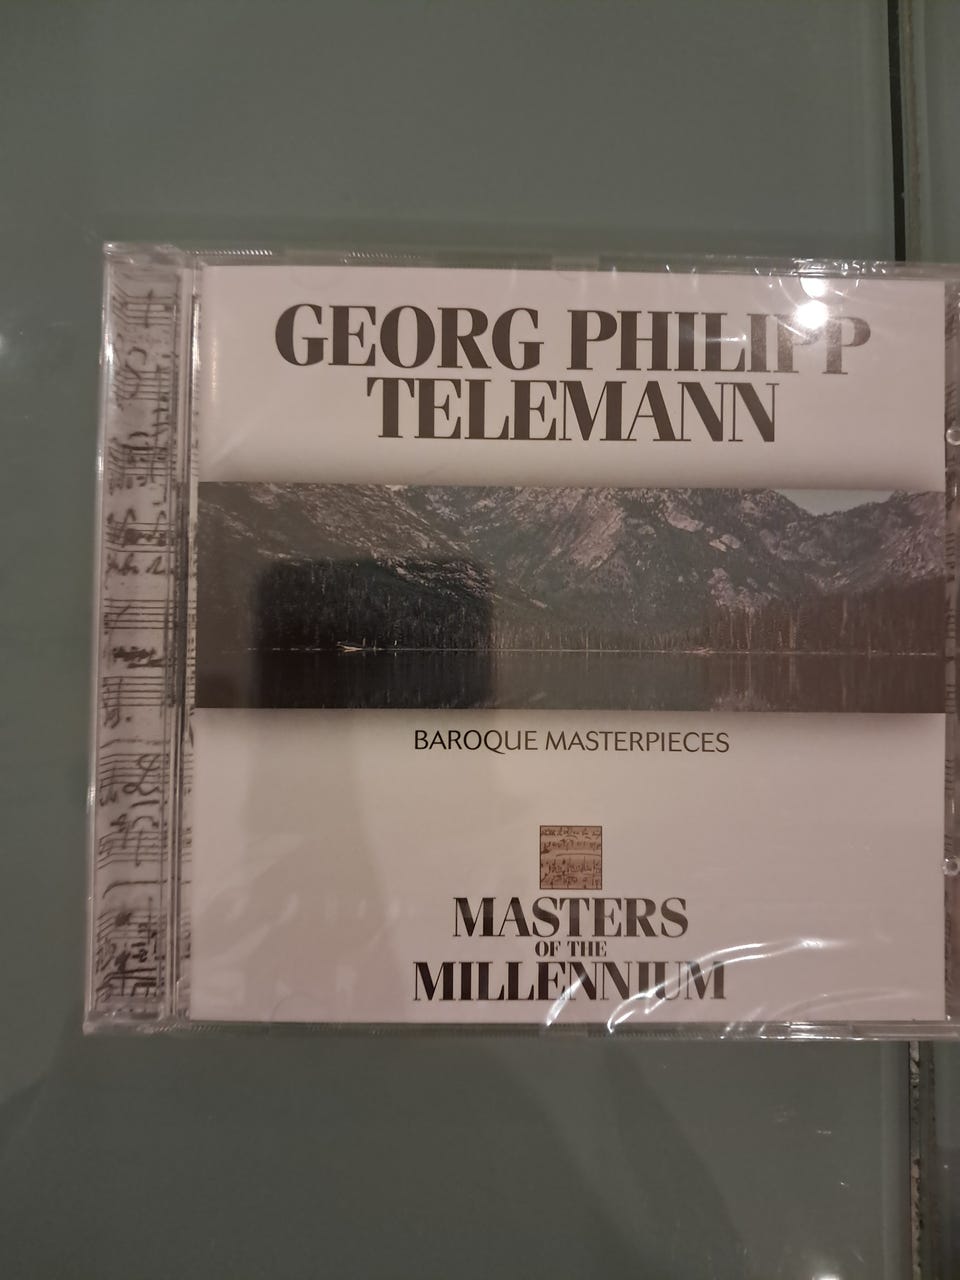 GEORG PHILIPP
TELEMANN
BAROQUE MASTERPIECES
MASTERS
OF THE
MILLENNIUM